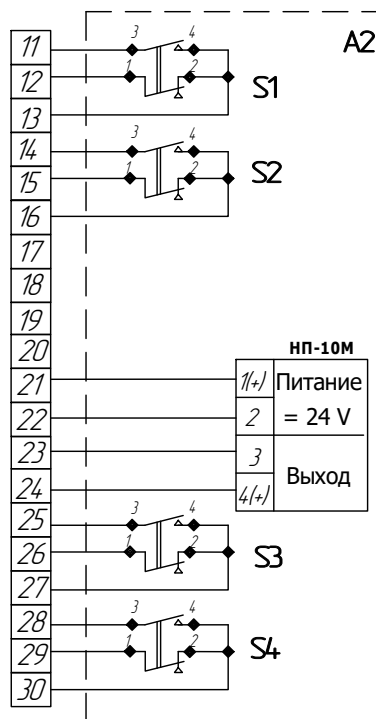 A2
11 3 4
12 1 2 S1
13
14 3 4
15 1 2 S2
16
17
18
19
20
НП-10М
21 1(+) Питание
22 2 = 24 V
23 3
Выход
24 4(+)
25 3 4
26 1 2 S3
27
28 3 4
29 1 2 S4
30